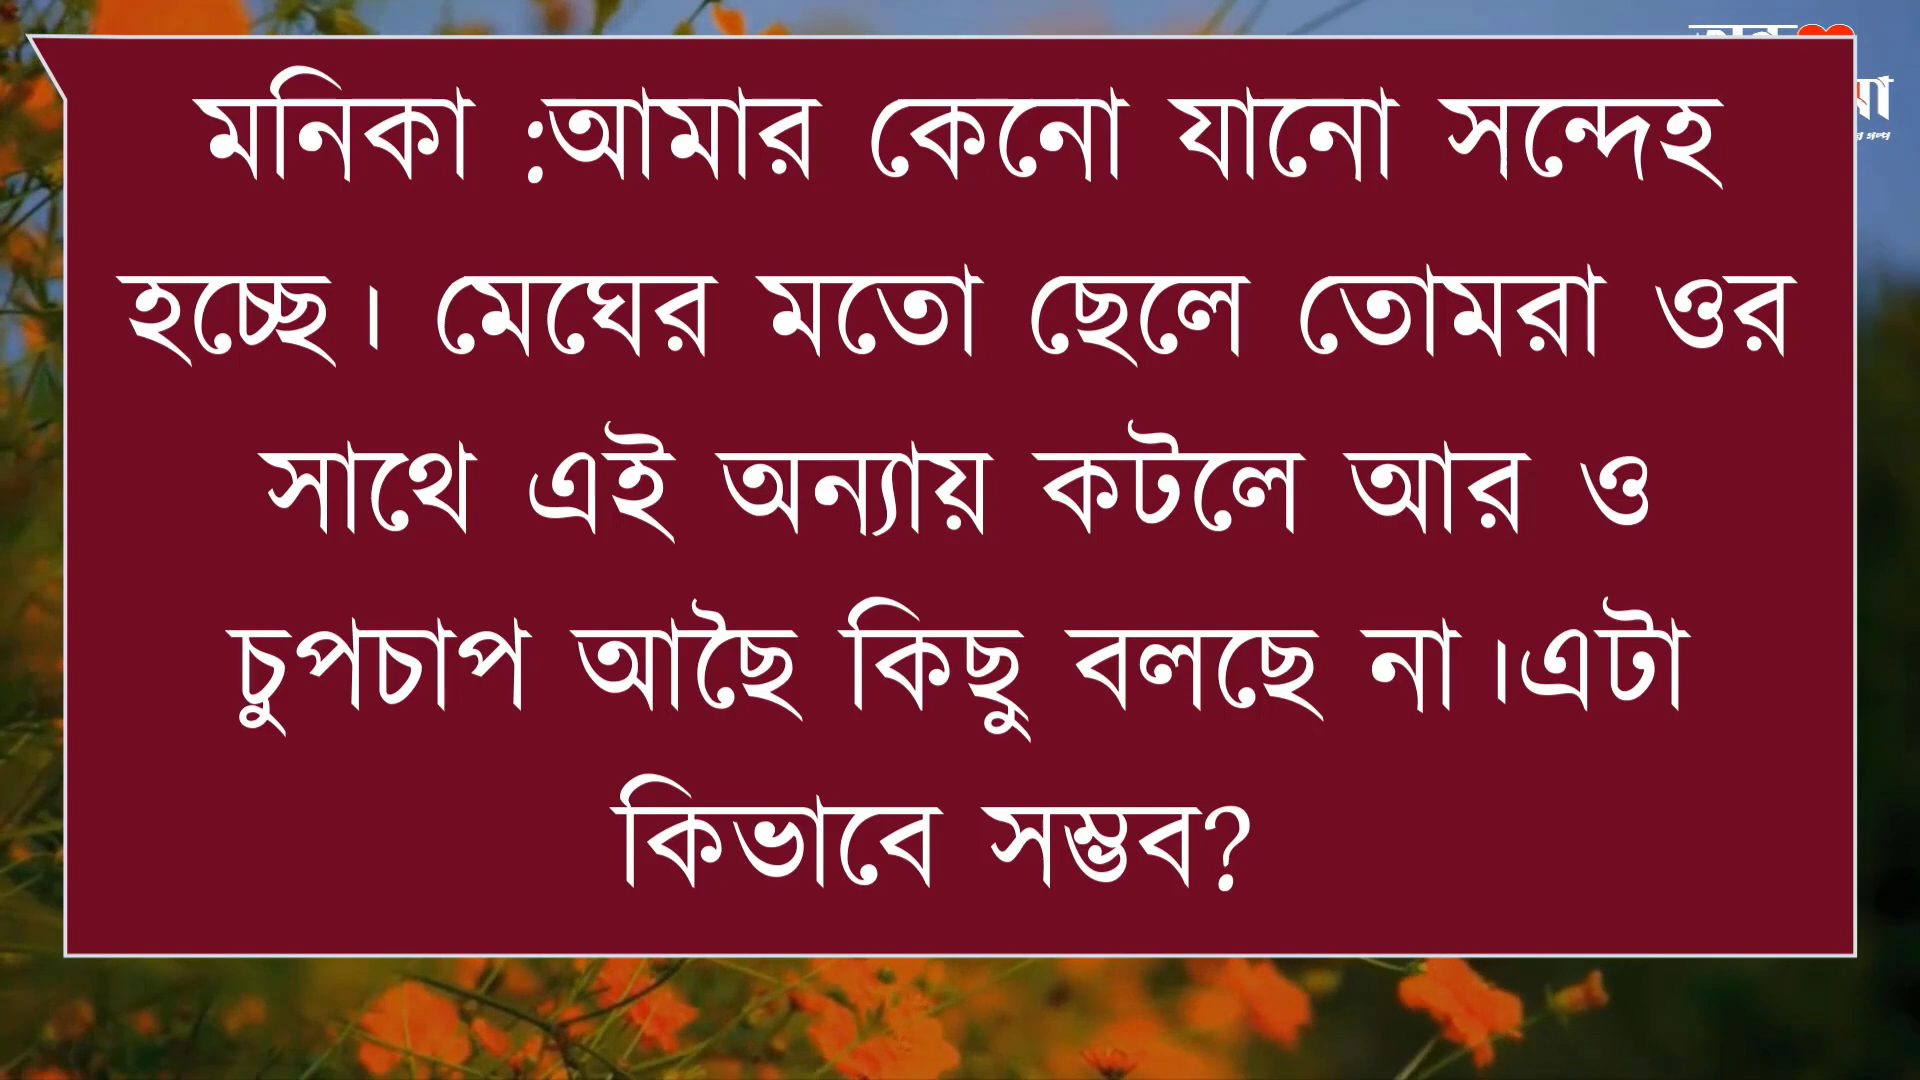 মনিকা :আমার কেনো যানো সন্দেহ
হচ্ছে। মেঘের মতো ছেলে তোমরা ওর
সাথে এই অন্যায় কটলে আর ও
চুপচাপ আছৈ কিছু বলছে না।এটা
কিভাবে সম্ভব?